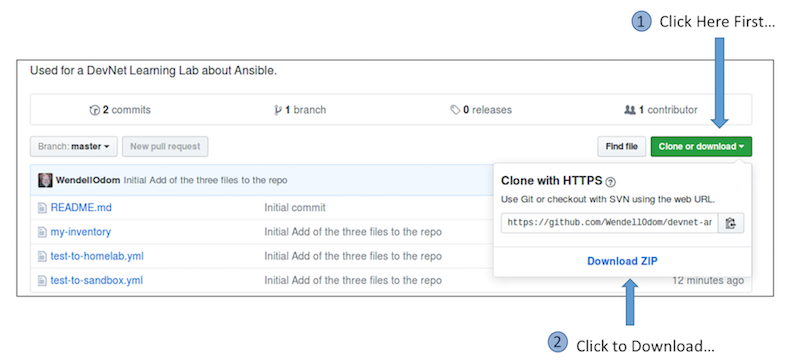 1 Click Here First...
Used for a DevNet Learning Lab about Ansible.
2 commits 1 branch 0 releases 1 contributor
Branch: master New pull request Find file Clone or download
WendellOdom Initial Add of the three files to the repo
README.md Initial commit
my-inventory Initial Add of the three files to the repo
test-to-homelab.yml Initial Add of the three files to the repo
test-to-sandbox.yml Initial Add of the three files to the repo 12 minutes ago
Clone with HTTPS ?
Use Git or checkout with SVN using the web URL.
https://github.com/WendellOdom/devnet-an
Download ZIP
2 Click to Download...